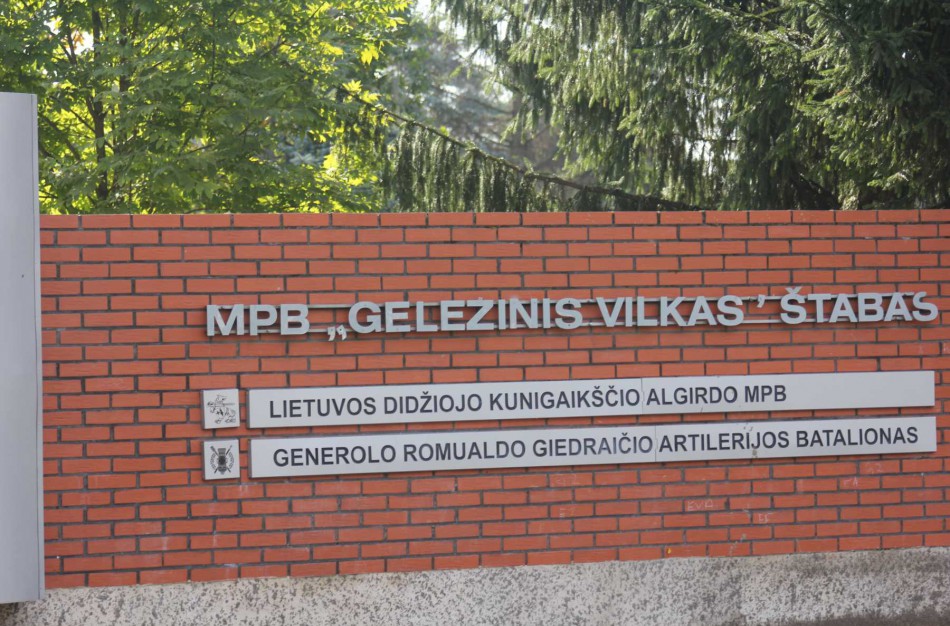 MPB „GELEZINIS VILKAS ’ ŠTABAS
LIETUVOS DIDŽIOJO KUNIGAIKŠČIO ALGIRDO MPB
GENEROLO ROMUALDO GIEDRAIČIO ARTILERIJOS BATALIONAS